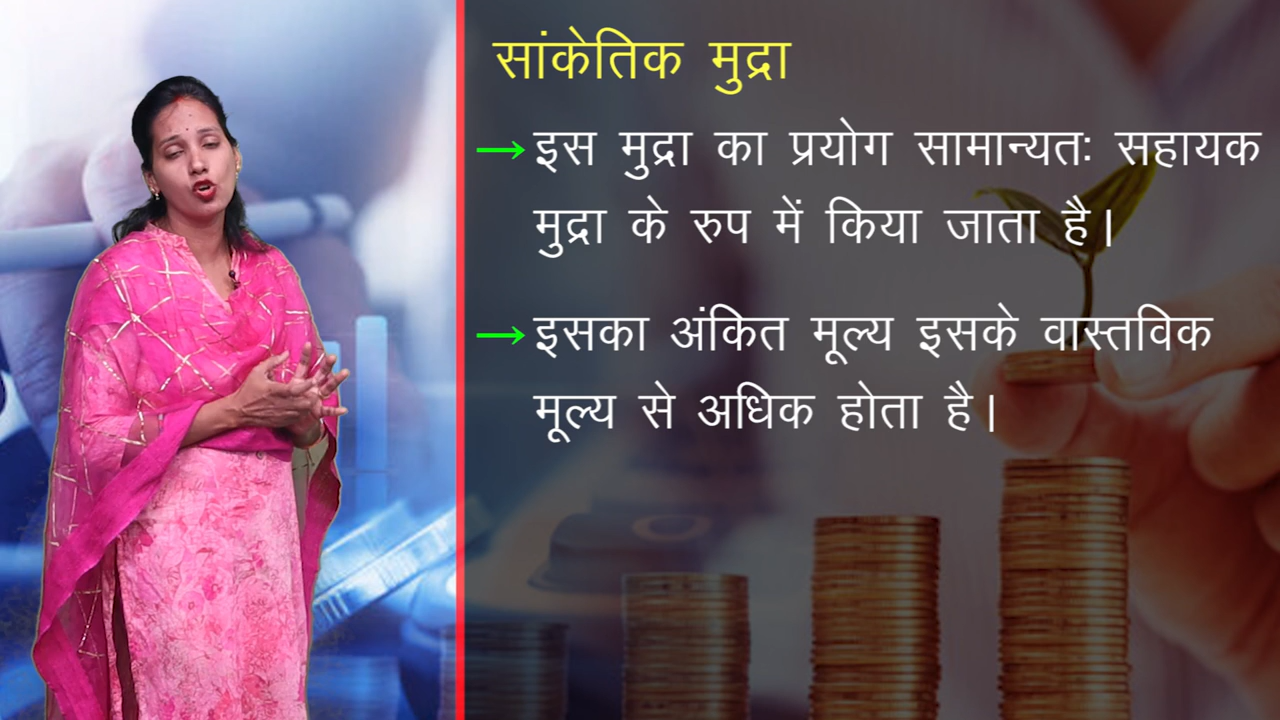 सांकेतिक मुद्रा
→इस मुद्रा का प्रयोग सामान्यतः सहायक
मुद्रा के रुप में किया जाता है।
→इसका अंकित मूल्य इसके वास्तविक
मूल्य से अधिक होता है।